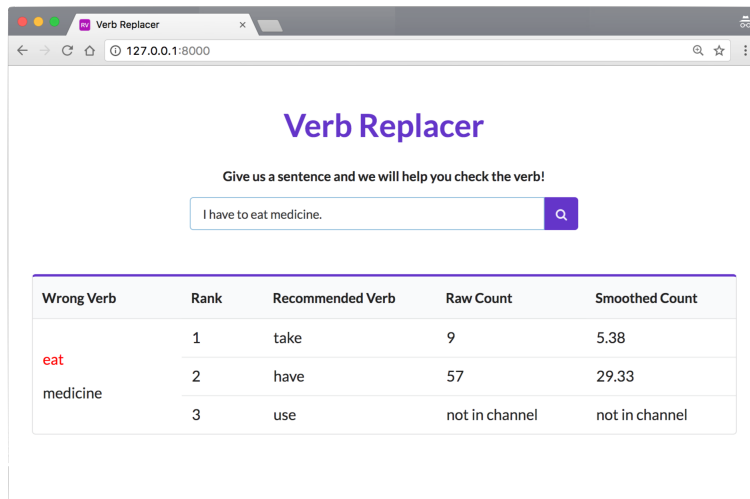 RV Verb Replacer
127.0.0.1:8000
Verb Replacer
Give us a sentence and we will help you check the verb!
I have to eat medicine.
Wrong Verb Rank Recommended Verb Raw Count Smoothed Count
1 take 9 5.38
eat
2 have 57 29.33
medicine
3 use not in channel not in channel